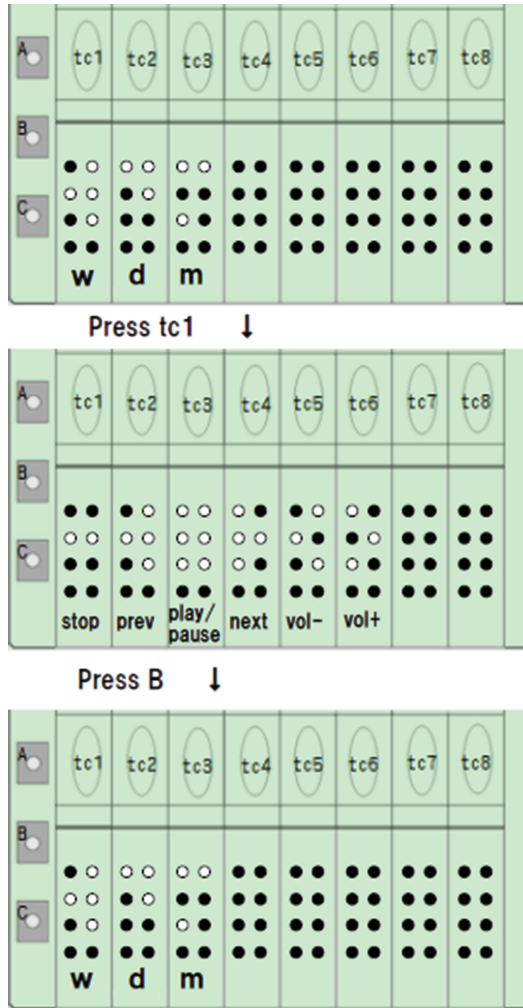 A tc1 tc2 tc3 tc4 tc5 tc6 tc7 tc8
B
C
w d m
Press tc1 ↓
A tc1 tc2 tc3 tc4 tc5 tc6 tc7 tc8
B
C
stop prev play/pause next vol- vol+
Press B ↓
A tc1 tc2 tc3 tc4 tc5 tc6 tc7 tc8
B
C
w d m